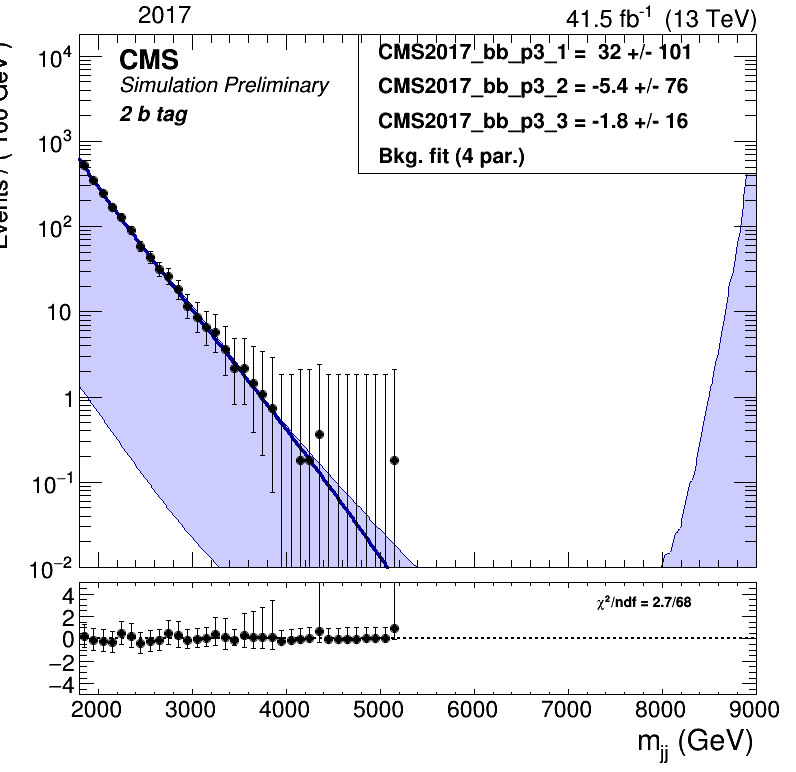 2017
41.5 fb⁻¹ (13 TeV)
CMS
Simulation Preliminary
2 b tag
CMS2017_bb_p3_1 = 32 +/- 101
CMS2017_bb_p3_2 = -5.4 +/- 76
CMS2017_bb_p3_3 = -1.8 +/- 16
Bkg. fit (4 par.)
Events / ( 100 GeV )
10⁴
10³
10²
10
1
10⁻¹
10⁻²
χ²/ndf = 2.7/68
4
2
0
−2
−4
2000 3000 4000 5000 6000 7000 8000 9000
m_jj (GeV)